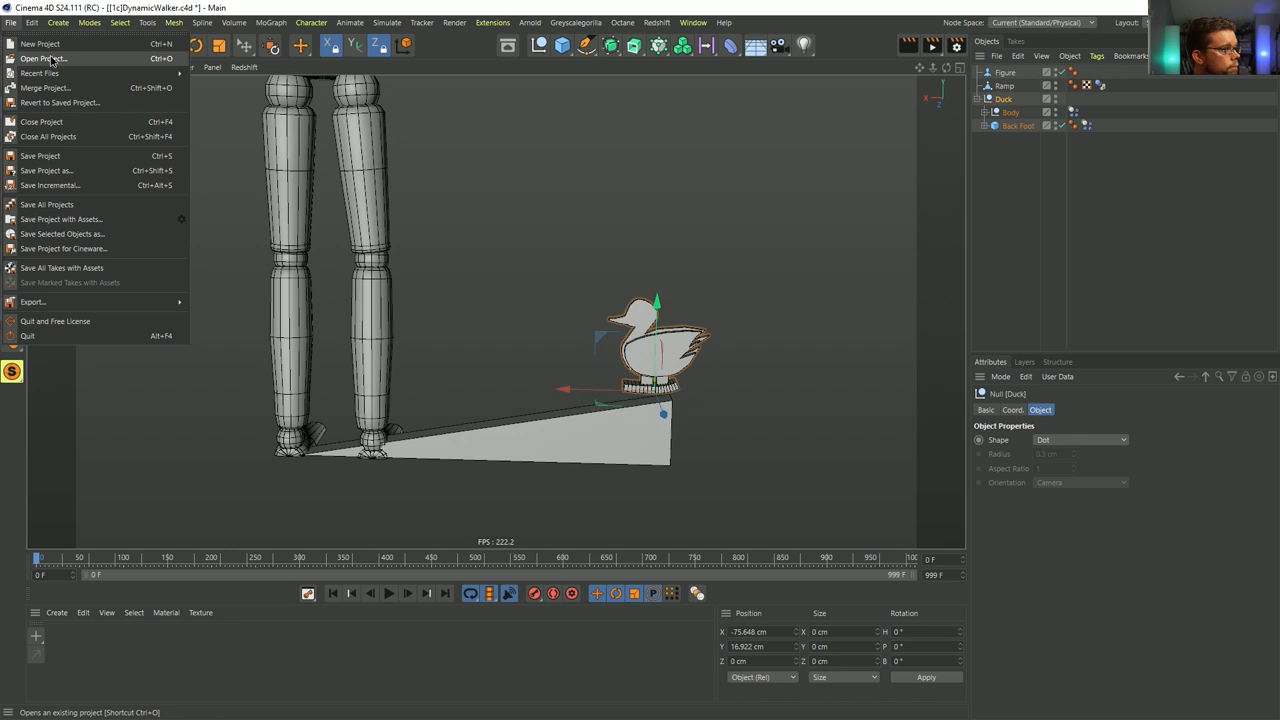 Cinema 4D S24.111 (RC) - [[1c]DynamicWalker.c4d *] - Main
File Edit Create Modes Select Tools Mesh Spline Volume MoGraph Character Animate Simulate Tracker Render Extensions Arnold Greyscalegorilla Octane Redshift Window Help Node Space: Current (Standard/Physical) Layout:
X Y Z
Panel Redshift
New Project Ctrl+N
Open Project... Ctrl+O
Recent Files
Merge Project... Ctrl+Shift+O
Revert to Saved Project...
Close Project Ctrl+F4
Close All Projects Ctrl+Shift+F4
Save Project Ctrl+S
Save Project as... Ctrl+Shift+S
Save Incremental... Ctrl+Alt+S
Save All Projects
Save Project with Assets...
Save Selected Objects as...
Save Project for Cineware...
Save All Takes with Assets
Save Marked Takes with Assets
Export...
Quit and Free License
Quit Alt+F4
S
Y
X
Z
FPS : 222.2
0 50 100 150 200 250 300 350 400 450 500 550 600 650 700 750 800 850 900 950 100 0 F
0 F 0 F 999 F 999 F
P
Create Edit View Select Material Texture
Position Size Rotation
X -75.648 cm X 0 cm H 0 °
Y 16.922 cm Y 0 cm P 0 °
Z 0 cm Z 0 cm B 0 °
Object (Rel) Size Apply
Opens an existing project [Shortcut Ctrl+O]
Objects Takes
File Edit View Object Tags Bookmarks
Figure
Ramp
Duck
Body
Back Foot
Attributes Layers Structure
Mode Edit User Data
Null [Duck]
Basic Coord. Object
Object Properties
Shape Dot
Radius 0.3 cm
Aspect Ratio 1
Orientation Camera